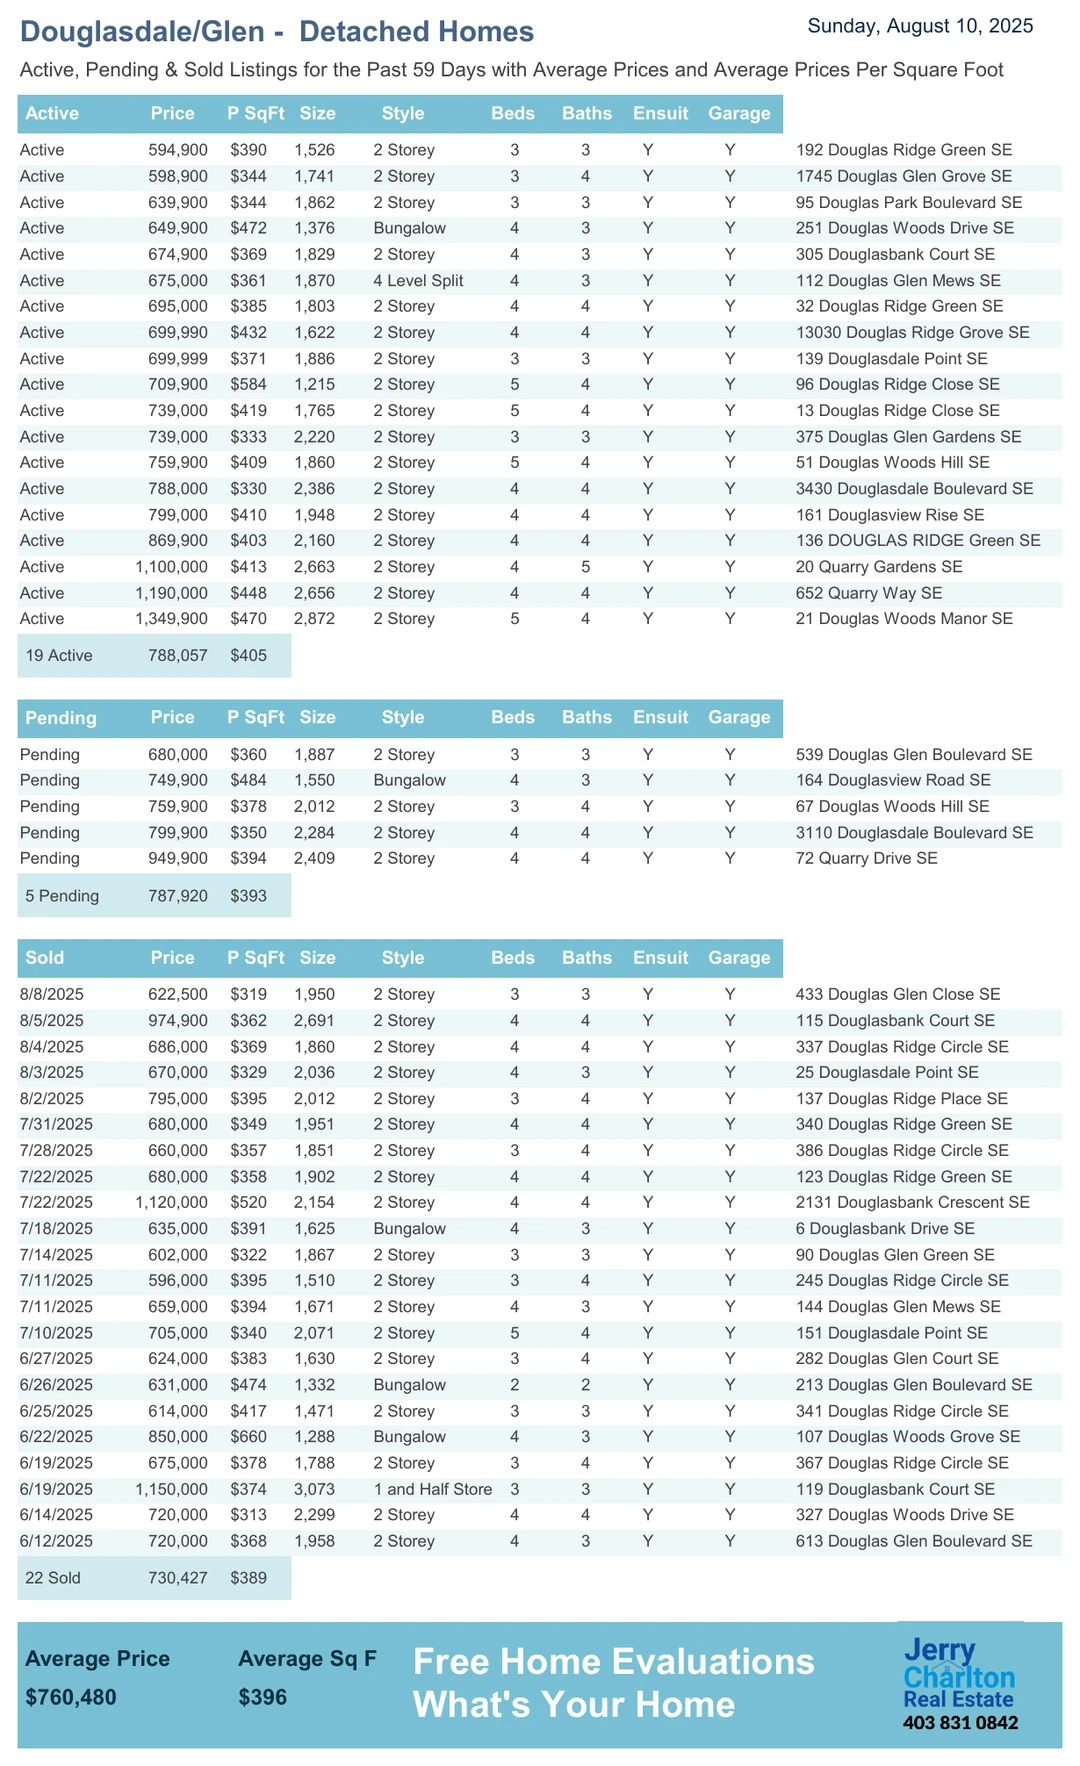 Douglasdale/Glen - Detached Homes
Sunday, August 10, 2025
Active, Pending & Sold Listings for the Past 59 Days with Average Prices and Average Prices Per Square Foot
Active Price P SqFt Size Style Beds Baths Ensuit Garage
Active 594,900 $390 1,526 2 Storey 3 3 Y Y 192 Douglas Ridge Green SE
Active 598,900 $344 1,741 2 Storey 3 4 Y Y 1745 Douglas Glen Grove SE
Active 639,900 $344 1,862 2 Storey 3 3 Y Y 95 Douglas Park Boulevard SE
Active 649,900 $472 1,376 Bungalow 4 3 Y Y 251 Douglas Woods Drive SE
Active 674,900 $369 1,829 2 Storey 4 3 Y Y 305 Douglasbank Court SE
Active 675,000 $361 1,870 4 Level Split 4 3 Y Y 112 Douglas Glen Mews SE
Active 695,000 $385 1,803 2 Storey 4 4 Y Y 32 Douglas Ridge Green SE
Active 699,990 $432 1,622 2 Storey 4 4 Y Y 13030 Douglas Ridge Grove SE
Active 699,999 $371 1,886 2 Storey 3 3 Y Y 139 Douglasdale Point SE
Active 709,900 $584 1,215 2 Storey 5 4 Y Y 96 Douglas Ridge Close SE
Active 739,000 $419 1,765 2 Storey 5 4 Y Y 13 Douglas Ridge Close SE
Active 739,000 $333 2,220 2 Storey 3 3 Y Y 375 Douglas Glen Gardens SE
Active 759,900 $409 1,860 2 Storey 5 4 Y Y 51 Douglas Woods Hill SE
Active 788,000 $330 2,386 2 Storey 4 4 Y Y 3430 Douglasdale Boulevard SE
Active 799,000 $410 1,948 2 Storey 4 4 Y Y 161 Douglasview Rise SE
Active 869,900 $403 2,160 2 Storey 4 4 Y Y 136 DOUGLAS RIDGE Green SE
Active 1,100,000 $413 2,663 2 Storey 4 5 Y Y 20 Quarry Gardens SE
Active 1,190,000 $448 2,656 2 Storey 4 4 Y Y 652 Quarry Way SE
Active 1,349,900 $470 2,872 2 Storey 5 4 Y Y 21 Douglas Woods Manor SE
19 Active 788,057 $405
Pending Price P SqFt Size Style Beds Baths Ensuit Garage
Pending 680,000 $360 1,887 2 Storey 3 3 Y Y 539 Douglas Glen Boulevard SE
Pending 749,900 $484 1,550 Bungalow 4 3 Y Y 164 Douglasview Road SE
Pending 759,900 $378 2,012 2 Storey 3 4 Y Y 67 Douglas Woods Hill SE
Pending 799,900 $350 2,284 2 Storey 4 4 Y Y 3110 Douglasdale Boulevard SE
Pending 949,900 $394 2,409 2 Storey 4 4 Y Y 72 Quarry Drive SE
5 Pending 787,920 $393
Sold Price P SqFt Size Style Beds Baths Ensuit Garage
8/8/2025 622,500 $319 1,950 2 Storey 3 3 Y Y 433 Douglas Glen Close SE
8/5/2025 974,900 $362 2,691 2 Storey 4 4 Y Y 115 Douglasbank Court SE
8/4/2025 686,000 $369 1,860 2 Storey 4 4 Y Y 337 Douglas Ridge Circle SE
8/3/2025 670,000 $329 2,036 2 Storey 4 3 Y Y 25 Douglasdale Point SE
8/2/2025 795,000 $395 2,012 2 Storey 3 4 Y Y 137 Douglas Ridge Place SE
7/31/2025 680,000 $349 1,951 2 Storey 4 4 Y Y 340 Douglas Ridge Green SE
7/28/2025 660,000 $357 1,851 2 Storey 3 4 Y Y 386 Douglas Ridge Circle SE
7/22/2025 680,000 $358 1,902 2 Storey 4 4 Y Y 123 Douglas Ridge Green SE
7/22/2025 1,120,000 $520 2,154 2 Storey 4 4 Y Y 2131 Douglasbank Crescent SE
7/18/2025 635,000 $391 1,625 Bungalow 4 3 Y Y 6 Douglasbank Drive SE
7/14/2025 602,000 $322 1,867 2 Storey 3 3 Y Y 90 Douglas Glen Green SE
7/11/2025 596,000 $395 1,510 2 Storey 3 4 Y Y 245 Douglas Ridge Circle SE
7/11/2025 659,000 $394 1,671 2 Storey 4 3 Y Y 144 Douglas Glen Mews SE
7/10/2025 705,000 $340 2,071 2 Storey 5 4 Y Y 151 Douglasdale Point SE
6/27/2025 624,000 $383 1,630 2 Storey 3 4 Y Y 282 Douglas Glen Court SE
6/26/2025 631,000 $474 1,332 Bungalow 2 2 Y Y 213 Douglas Glen Boulevard SE
6/25/2025 614,000 $417 1,471 2 Storey 3 3 Y Y 341 Douglas Ridge Circle SE
6/22/2025 850,000 $660 1,288 Bungalow 4 3 Y Y 107 Douglas Woods Grove SE
6/19/2025 675,000 $378 1,788 2 Storey 3 4 Y Y 367 Douglas Ridge Circle SE
6/19/2025 1,150,000 $374 3,073 1 and Half Store 3 3 Y Y 119 Douglasbank Court SE
6/14/2025 720,000 $313 2,299 2 Storey 4 4 Y Y 327 Douglas Woods Drive SE
6/12/2025 720,000 $368 1,958 2 Storey 4 3 Y Y 613 Douglas Glen Boulevard SE
22 Sold 730,427 $389
Average Price Average Sq F
$760,480 $396
Free Home Evaluations
What's Your Home
Jerry
Charlton
Real Estate
403 831 0842